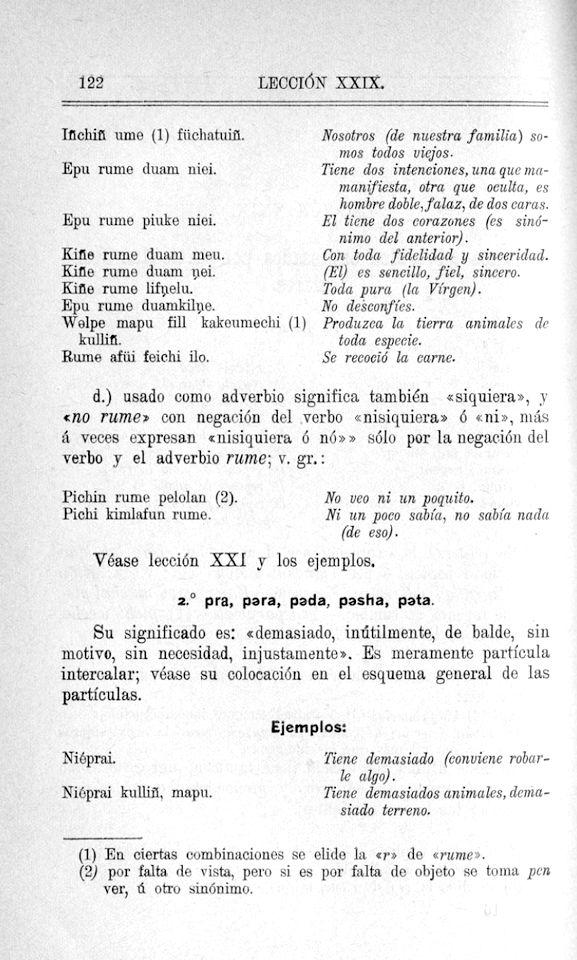 122 LECCIÓN XXIX.
Iñchiñ ume (1) füchatuiñ. Nosotros (de nuestra familia) so-
mos todos viejos.
Epu rume duam niei. Tiene dos intenciones, una que ma-
manifiesta, otra que oculta, es
hombre doble, falaz, de dos caras.
Epu rume piuke niei. El tiene dos corazones (es sinó-
nimo del anterior).
Kiñe rume duam meu. Con toda fidelidad y sinceridad.
Kiñe rume duam ŋei. (El) es sencillo, fiel, sincero.
Kiñe rume lifŋelu. Toda pura (la Vírgen).
Epu rume duamkilŋe. No desconfíes.
Wəlpe mapu fill kakeumechi (1) Produzca la tierra animales de
kulliñ. toda especie.
Rume afüi feichi ilo. Se recoció la carne.
d.) usado como adverbio significa también «siquiera», y
«no rume» con negación del verbo «nisiquiera» ó «ni», más
á veces expresan «nisiquiera ó nó»» sólo por la negación del
verbo y el adverbio rume; v. gr.:
Pichin rume pelolan (2). No veo ni un poquito.
Pichi kimlafun rume. Ni un poco sabía, no sabía nada
(de eso).
Véase lección XXI y los ejemplos.
2.° pra, pəra, pəda, pəsha, pəta.
Su significado es: «demasiado, inútilmente, de balde, sin
motivo, sin necesidad, injustamente». Es meramente partícula
intercalar; véase su colocación en el esquema general de las
partículas.
Ejemplos:
Niéprai. Tiene demasiado (conviene robar-
le algo).
Niéprai kulliñ, mapu. Tiene demasiados animales, dema-
siado terreno.
(1) En ciertas combinaciones se elide la «r» de «rume».
(2) por falta de vista, pero si es por falta de objeto se toma pen
ver, ú otro sinónimo.